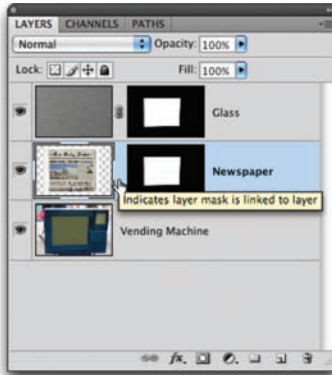 LAYERS CHANNELS PATHS
Normal Opacity: 100%
Lock: Fill: 100%
Glass
Newspaper
Indicates layer mask is linked to layer
Vending Machine
fx.